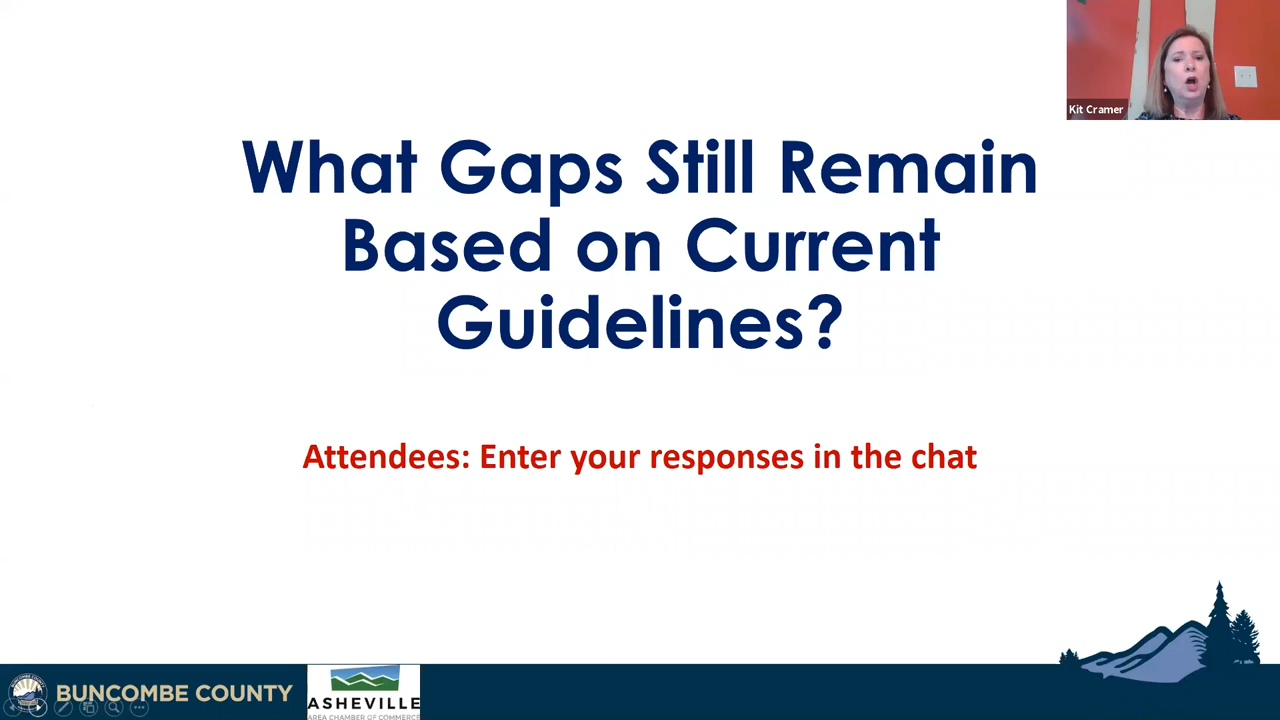 Kit Cramer
What Gaps Still Remain
Based on Current
Guidelines?
Attendees: Enter your responses in the chat
BUNCOMBE COUNTY
ASHEVILLE
AREA CHAMBER OF COMMERCE